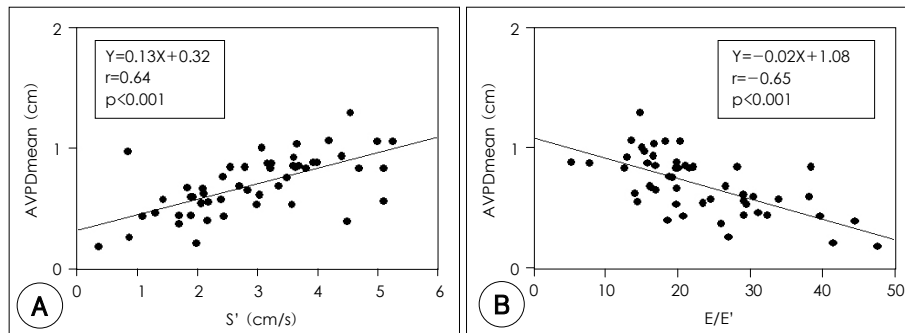 2
Y=0.13X+0.32
r=0.64
p<0.001
AVPDmean (cm)
1
0
0 1 2 3 4 5 6
A
S' (cm/s)
2
Y=−0.02X+1.08
r=−0.65
p<0.001
AVPDmean (cm)
1
0
0 10 20 30 40 50
B
E/E'